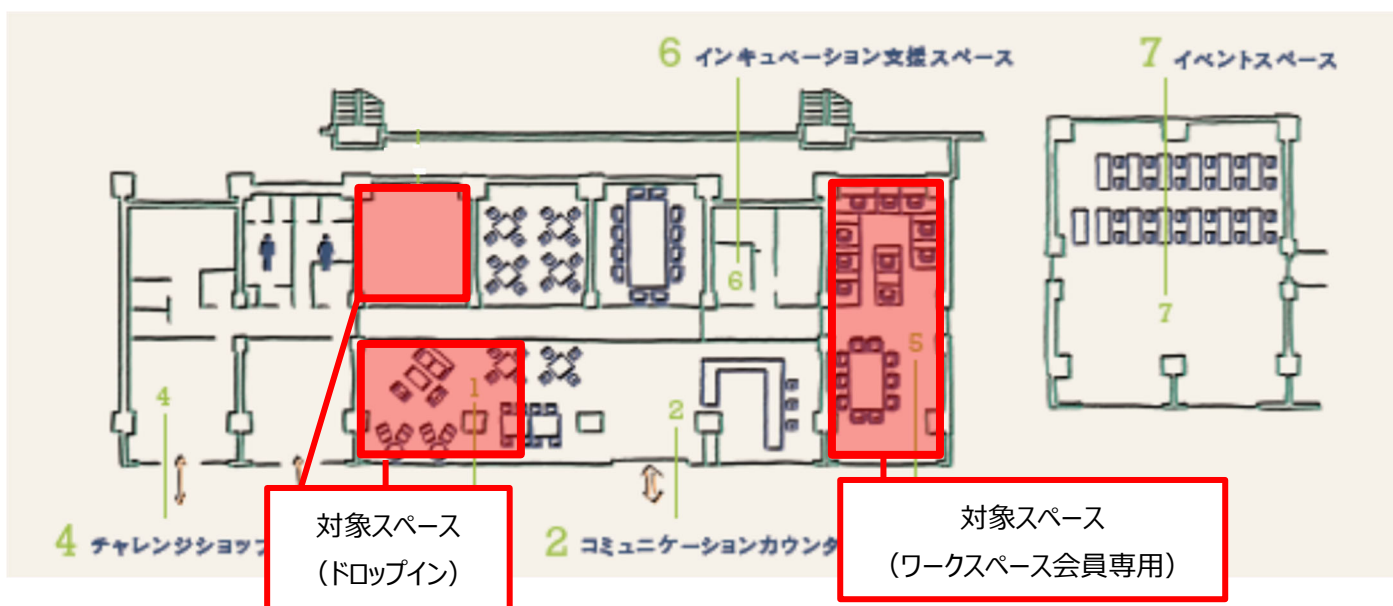 6 インキュベーション支援スペース
7 イベントスペース
6
7
5
4
1
2
4 チャレンジショップ
2 コミュニケーションカウンタ
対象スペース
（ドロップイン）
対象スペース
（ワークスペース会員専用）